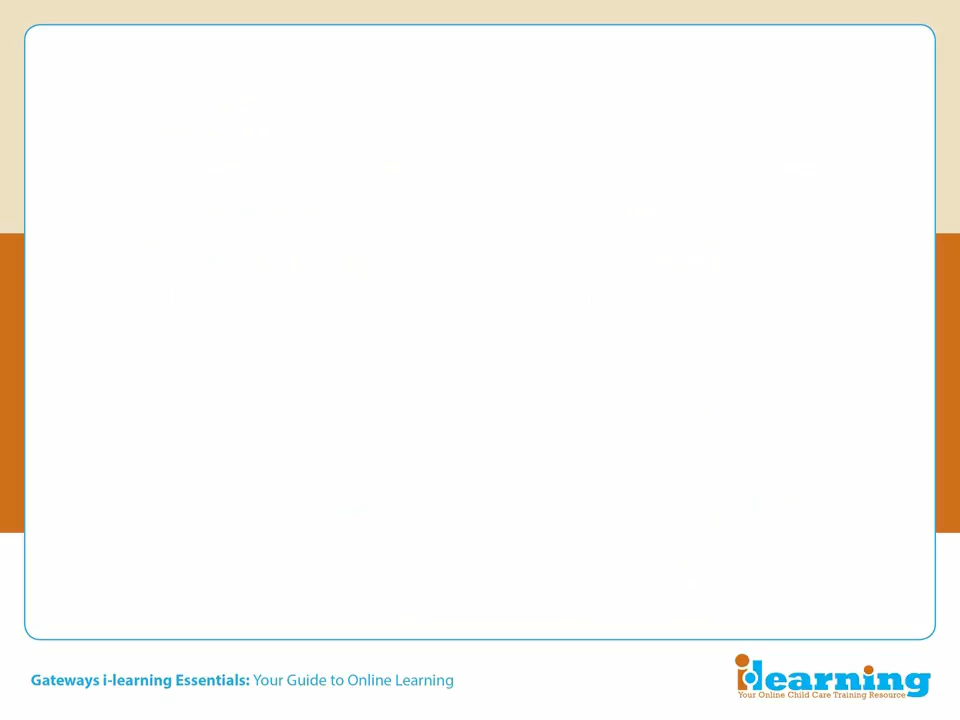 Gateways i-learning Essentials: Your Guide to Online Learning
ilearning
Your Online Child Care Training Resource